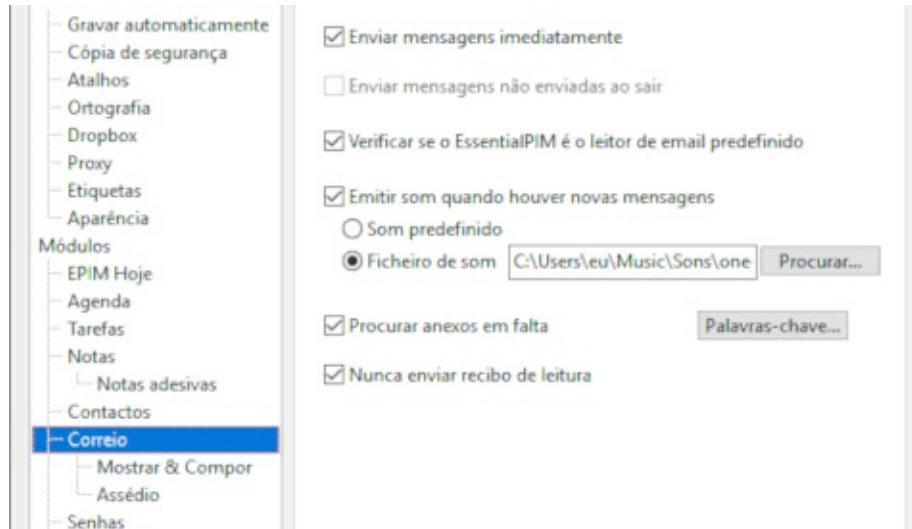 Gravar automaticamente
Cópia de segurança
Atalhos
Ortografia
Dropbox
Proxy
Etiquetas
Aparência
Módulos
EPIM Hoje
Agenda
Tarefas
Notas
Notas adesivas
Contactos
Correio
Mostrar & Compor
Assédio
Senhas
Enviar mensagens imediatamente
Enviar mensagens não enviadas ao sair
Verificar se o EssentialPIM é o leitor de email predefinido
Emitir som quando houver novas mensagens
Som predefinido
Ficheiro de som C:\Users\eu\Music\Sons\one Procurar...
Procurar anexos em falta Palavras-chave...
Nunca enviar recibo de leitura